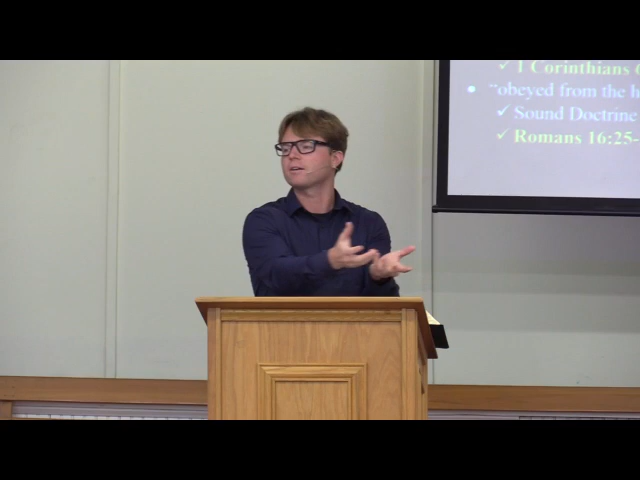 ✓ 1 Corinthians
• “obeyed from the
✓ Sound Doctrine
✓ Romans 16:25-